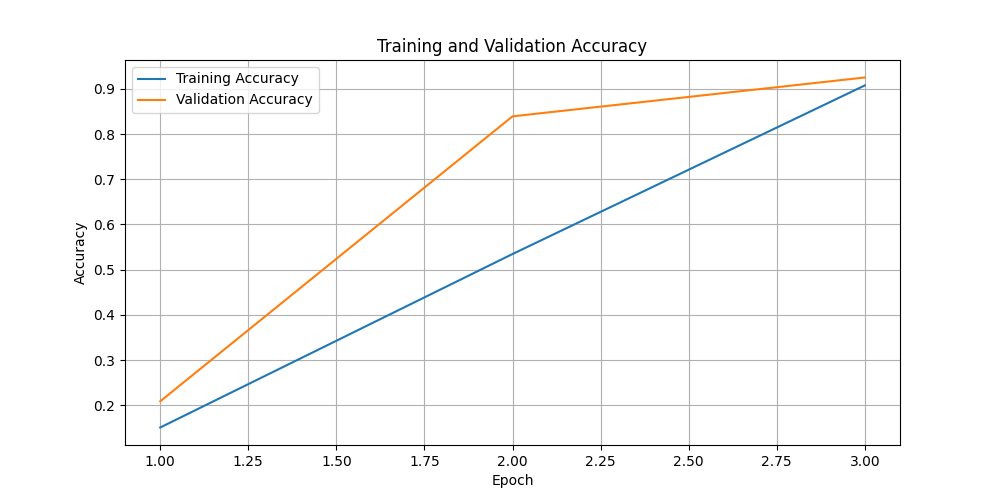 Training and Validation Accuracy
Training Accuracy
Validation Accuracy
Accuracy
0.9
0.8
0.7
0.6
0.5
0.4
0.3
0.2
1.00 1.25 1.50 1.75 2.00 2.25 2.50 2.75 3.00
Epoch